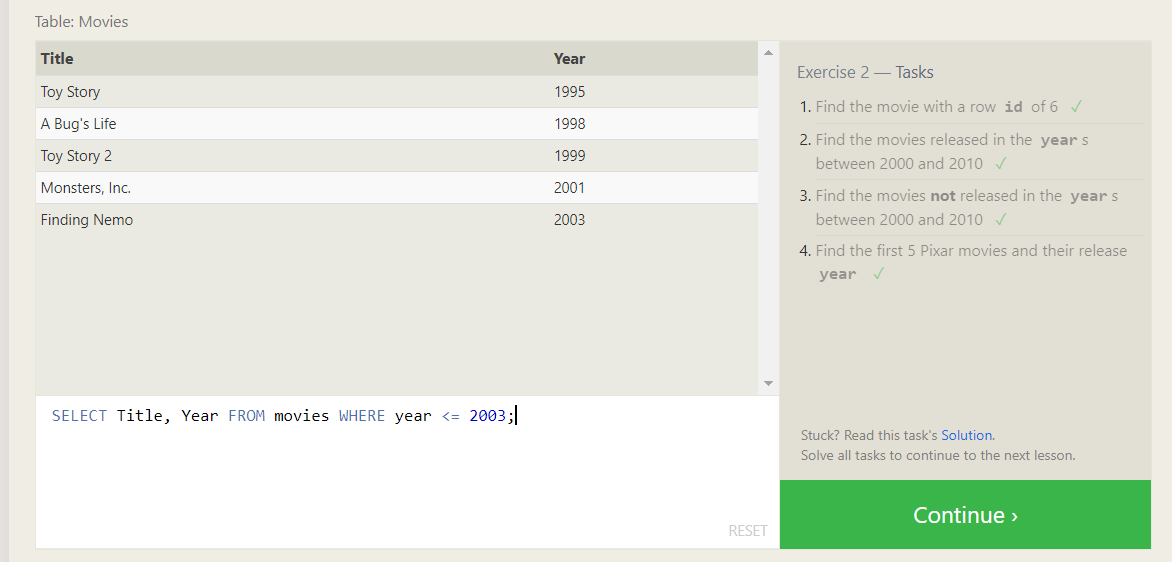 Table: Movies
Title Year
Toy Story 1995
A Bug's Life 1998
Toy Story 2 1999
Monsters, Inc. 2001
Finding Nemo 2003
SELECT Title, Year FROM movies WHERE year <= 2003;
RESET
Exercise 2 — Tasks
1. Find the movie with a row id of 6 ✓
2. Find the movies released in the year s
between 2000 and 2010 ✓
3. Find the movies not released in the year s
between 2000 and 2010 ✓
4. Find the first 5 Pixar movies and their release
year ✓
Stuck? Read this task's Solution.
Solve all tasks to continue to the next lesson.
Continue ›